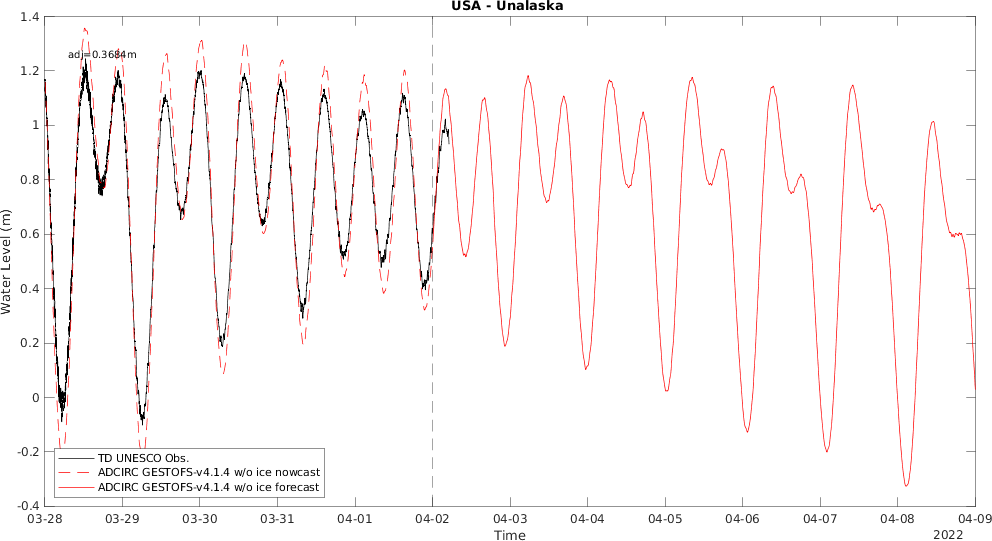 USA - Unalaska
adj=0.3684m
Water Level (m)
1.4
1.2
1
0.8
0.6
0.4
0.2
0
-0.2
-0.4
TD UNESCO Obs.
ADCIRC GESTOFS-v4.1.4 w/o ice nowcast
ADCIRC GESTOFS-v4.1.4 w/o ice forecast
03-28 03-29 03-30 03-31 04-01 04-02 04-03 04-04 04-05 04-06 04-07 04-08 04-09
Time
2022